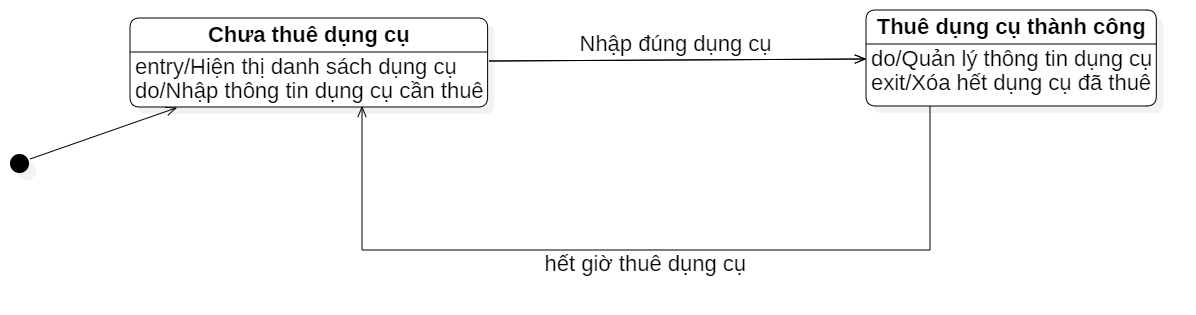 Chưa thuê dụng cụ
entry/Hiện thị danh sách dụng cụ
do/Nhập thông tin dụng cụ cần thuê
Nhập đúng dụng cụ
Thuê dụng cụ thành công
do/Quản lý thông tin dụng cụ
exit/Xóa hết dụng cụ đã thuê
hết giờ thuê dụng cụ